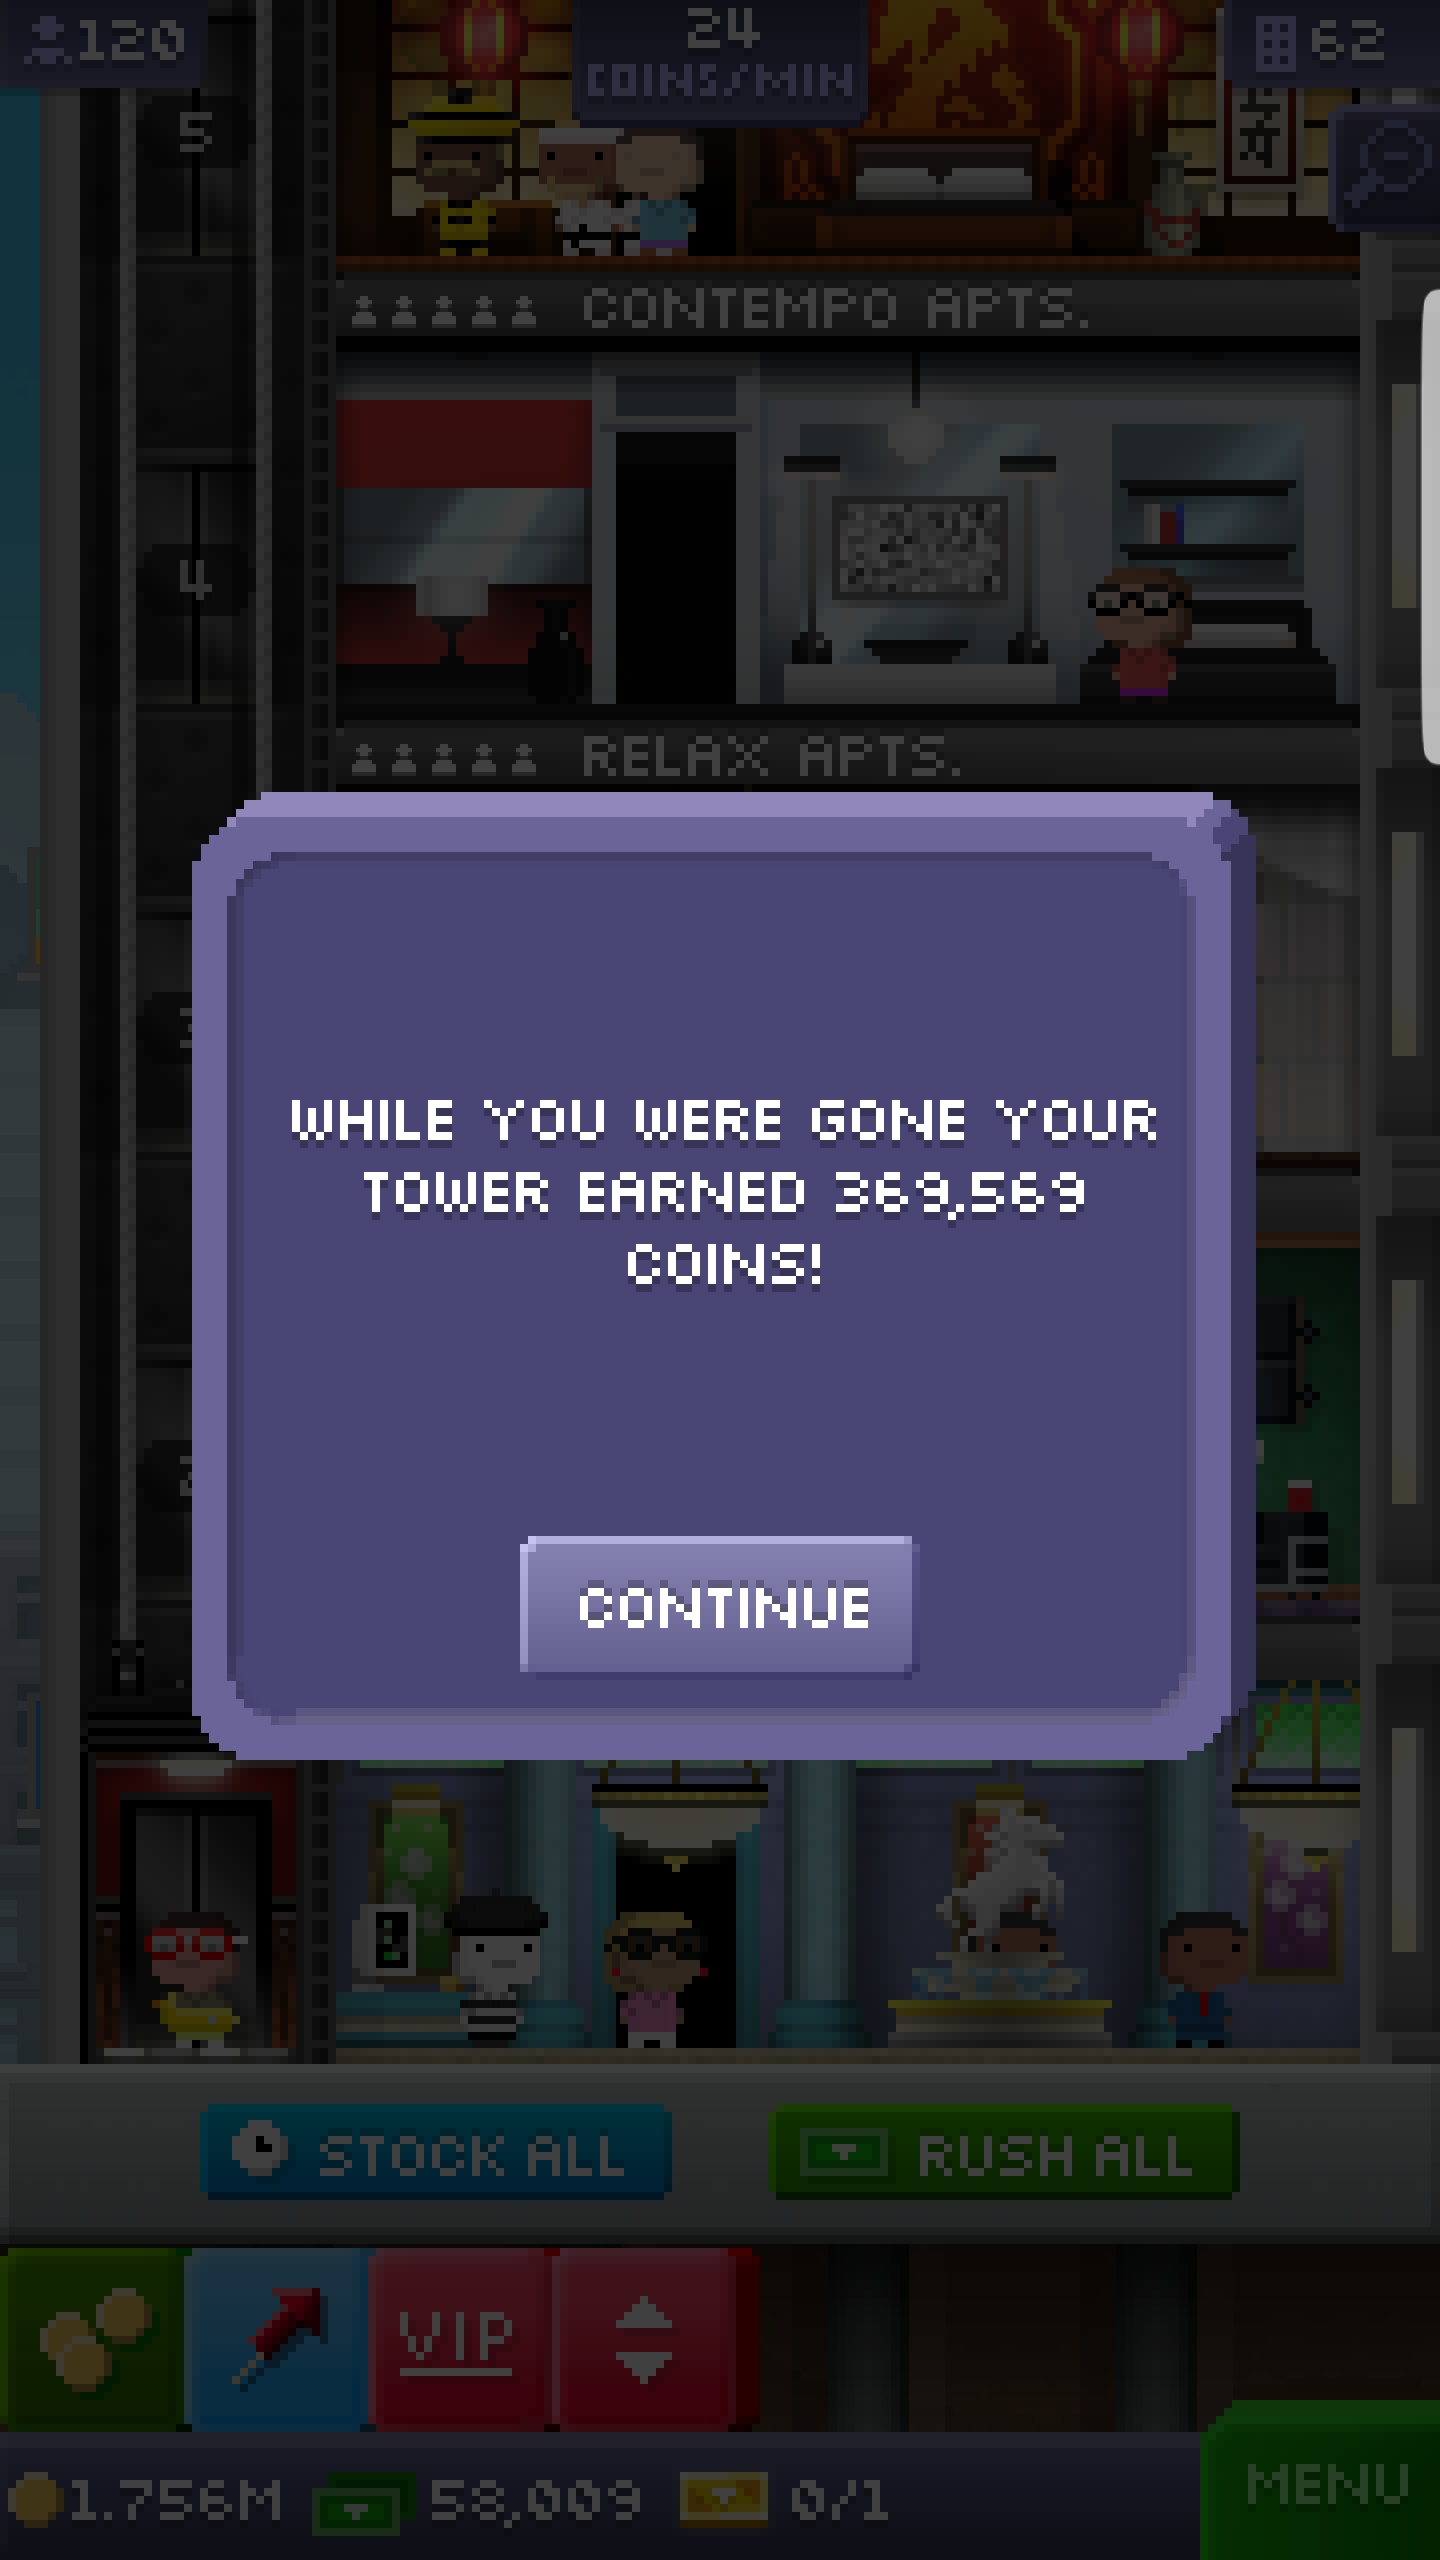 120
24
COINS/MIN
62
5
CONTEMPO APTS.
4
RELAX APTS.
WHILE YOU WERE GONE YOUR
TOWER EARNED 369,569
COINS!
CONTINUE
STOCK ALL
RUSH ALL
VIP
1.756M
58,009
0/1
MENU